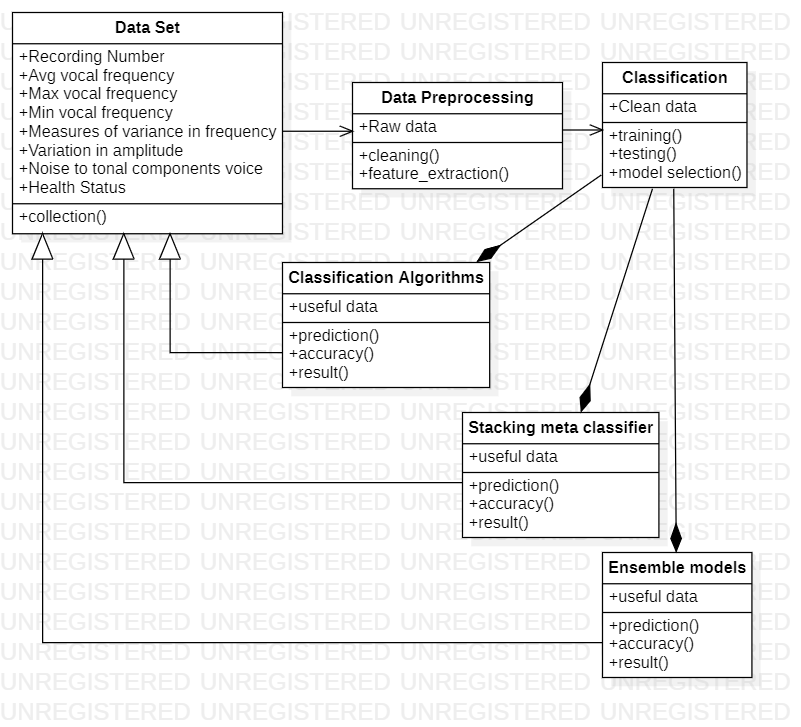 Data Set
+Recording Number
+Avg vocal frequency
+Max vocal frequency
+Min vocal frequency
+Measures of variance in frequency
+Variation in amplitude
+Noise to tonal components voice
+Health Status
+collection()
Data Preprocessing
+Raw data
+cleaning()
+feature_extraction()
Classification
+Clean data
+training()
+testing()
+model selection()
Classification Algorithms
+useful data
+prediction()
+accuracy()
+result()
Stacking meta classifier
+useful data
+prediction()
+accuracy()
+result()
Ensemble models
+useful data
+prediction()
+accuracy()
+result()
UNREGISTERED